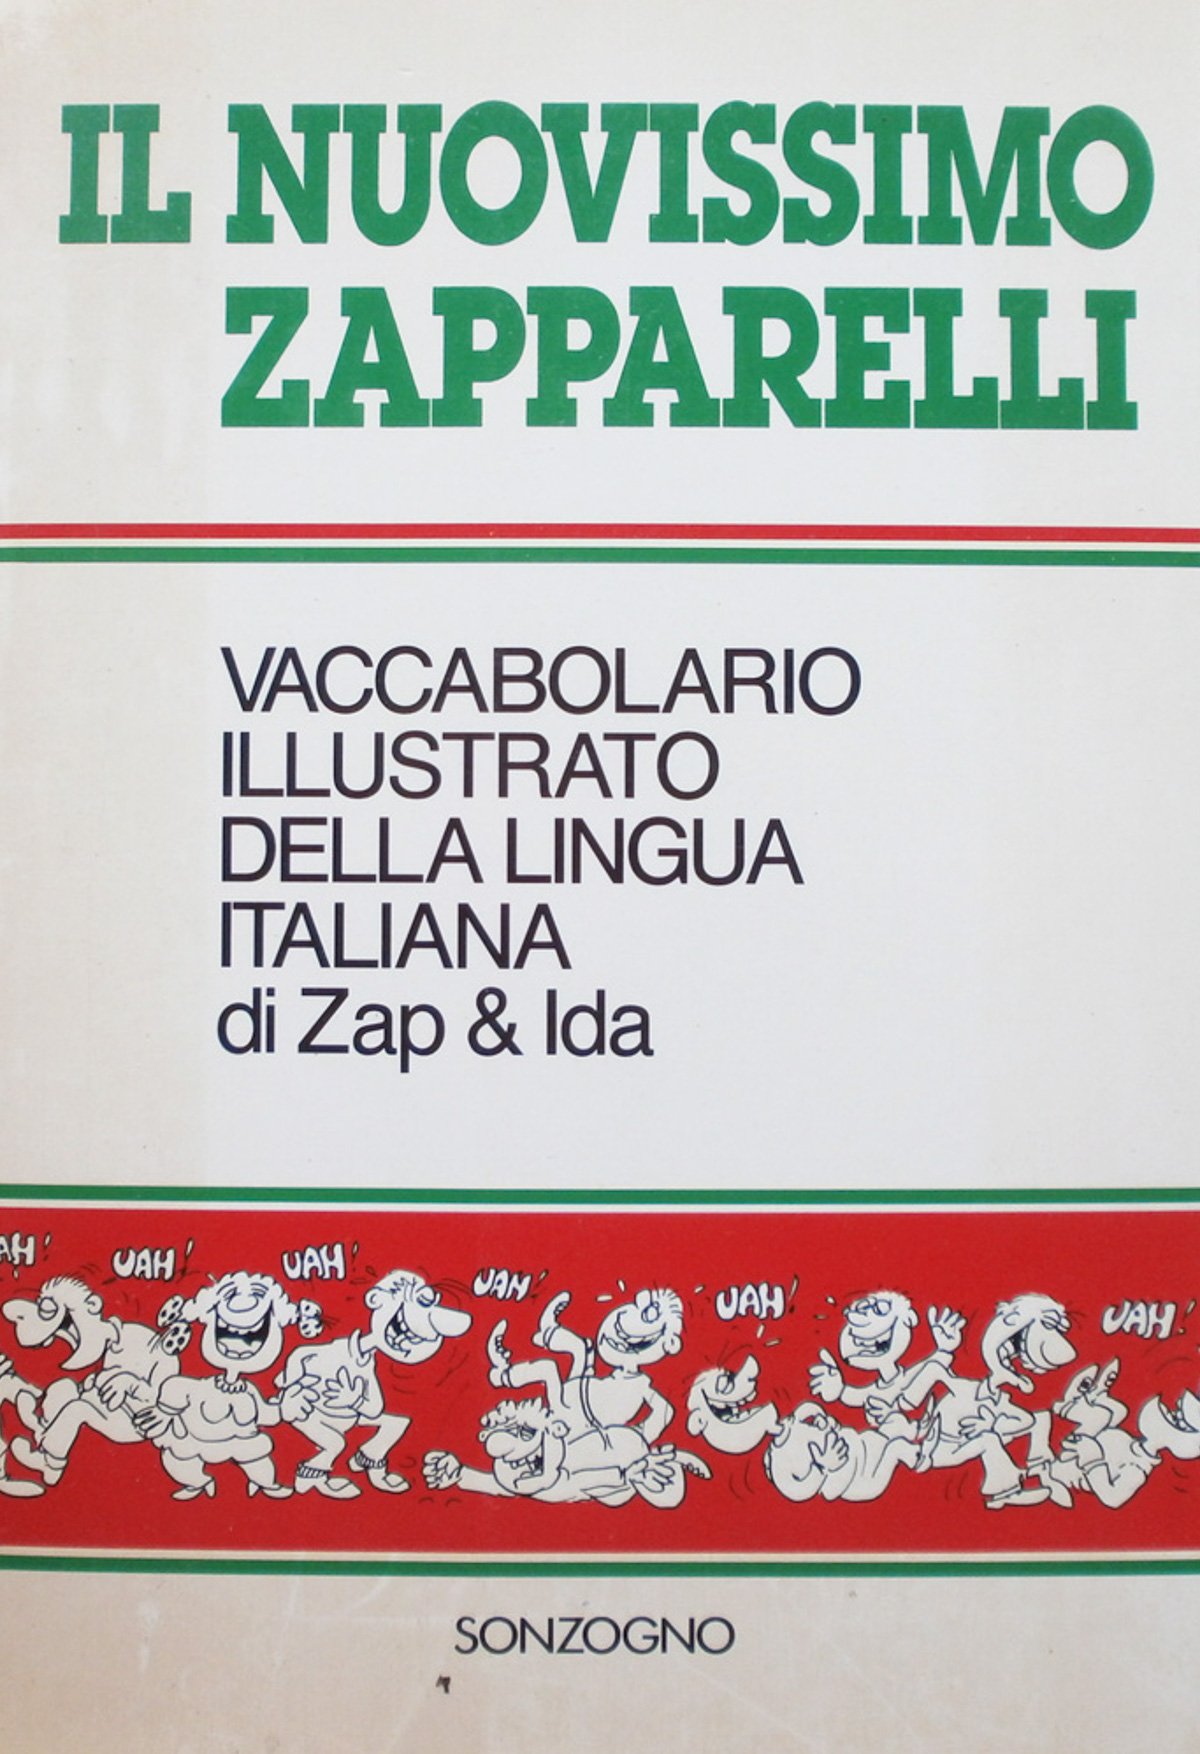 IL NUOVISSIMO
ZAPPARELLI
VACCABOLARIO
ILLUSTRATO
DELLA LINGUA
ITALIANA
di Zap & Ida
AH! UAH! UAH! UAH! UAH! UAH!
SONZOGNO